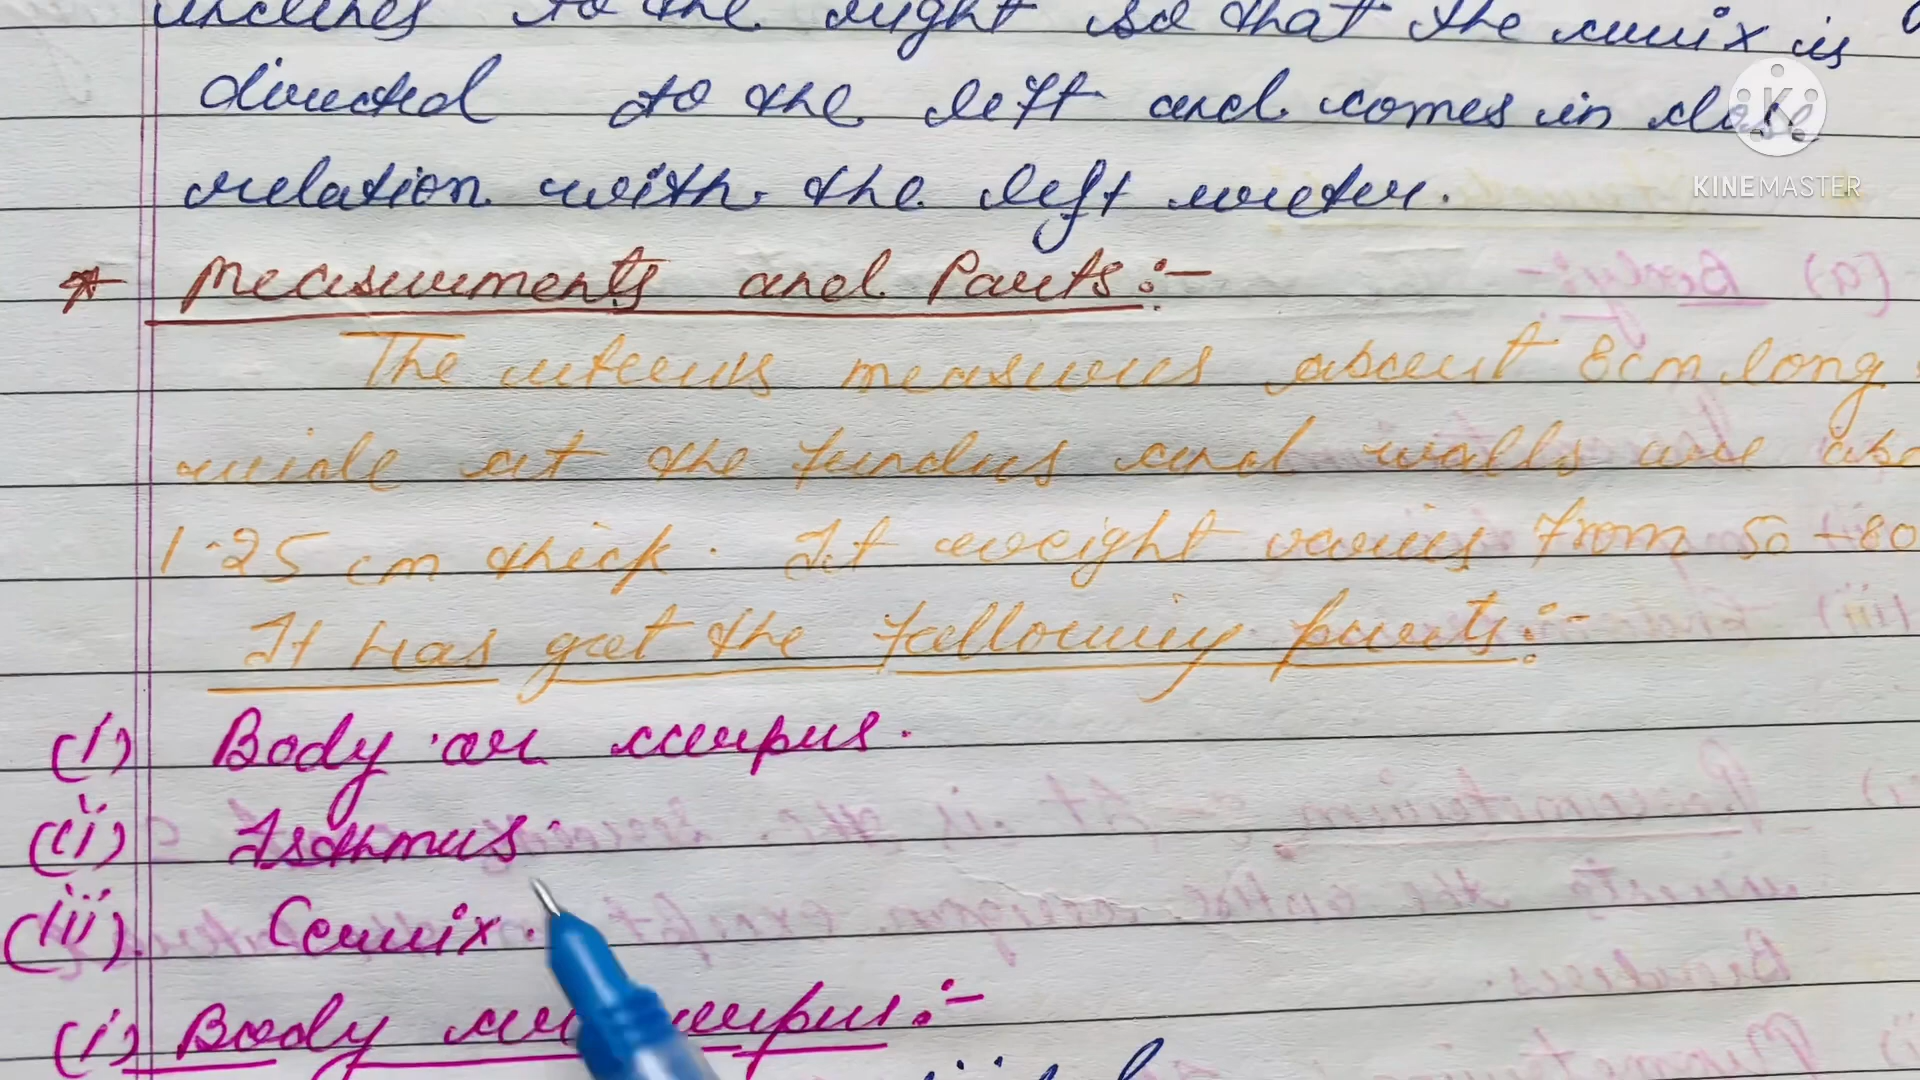 inclines to the right so that the cervix is
directed to the left and comes in close
relation with the left ureter.
* Measurements and Parts:-
The uterus measures about 8cm long
wide at the fundus and walls are abo
1.25 cm thick. It weight varies from 50-80
It has got the following parts:-
(i) Body or corpus.
(ii) Isthmus.
(iii) Cervix.
(i) Body or corpus:-
KINEMASTER
(a) Body:-